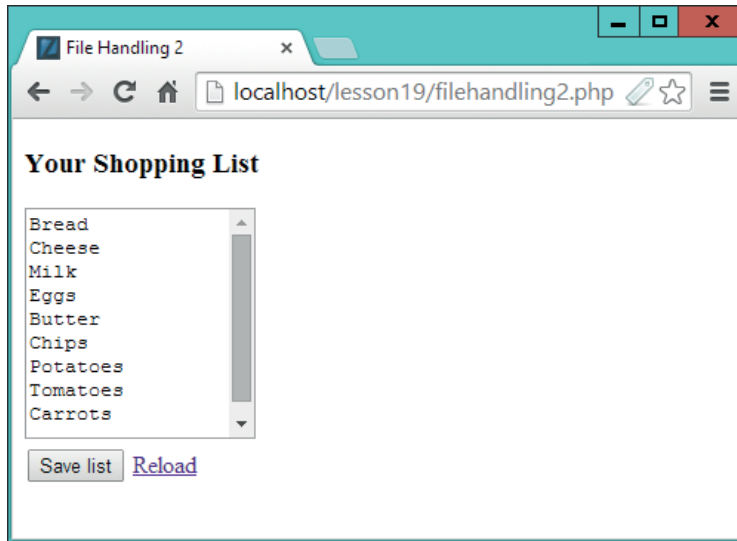 File Handling 2
localhost/lesson19/filehandling2.php
Your Shopping List
Bread
Cheese
Milk
Eggs
Butter
Chips
Potatoes
Tomatoes
Carrots
Save list Reload